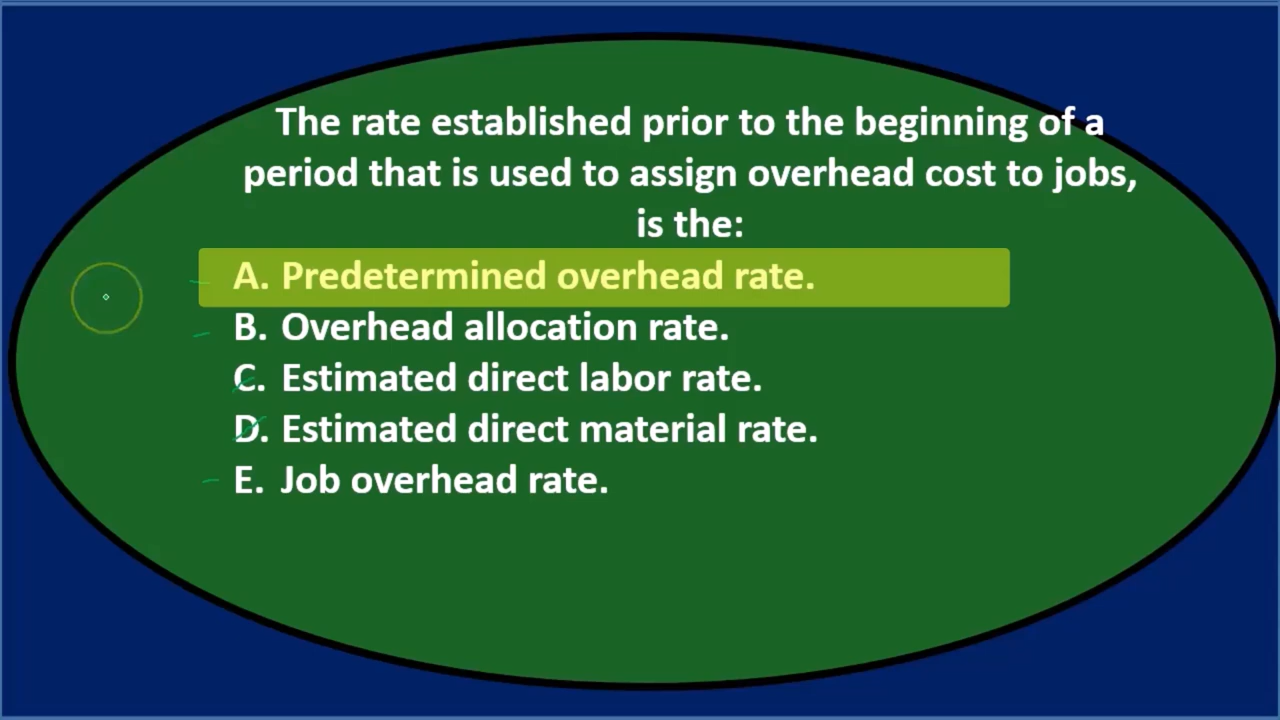 The rate established prior to the beginning of a
period that is used to assign overhead cost to jobs,
is the:
A. Predetermined overhead rate.
B. Overhead allocation rate.
C. Estimated direct labor rate.
D. Estimated direct material rate.
E. Job overhead rate.